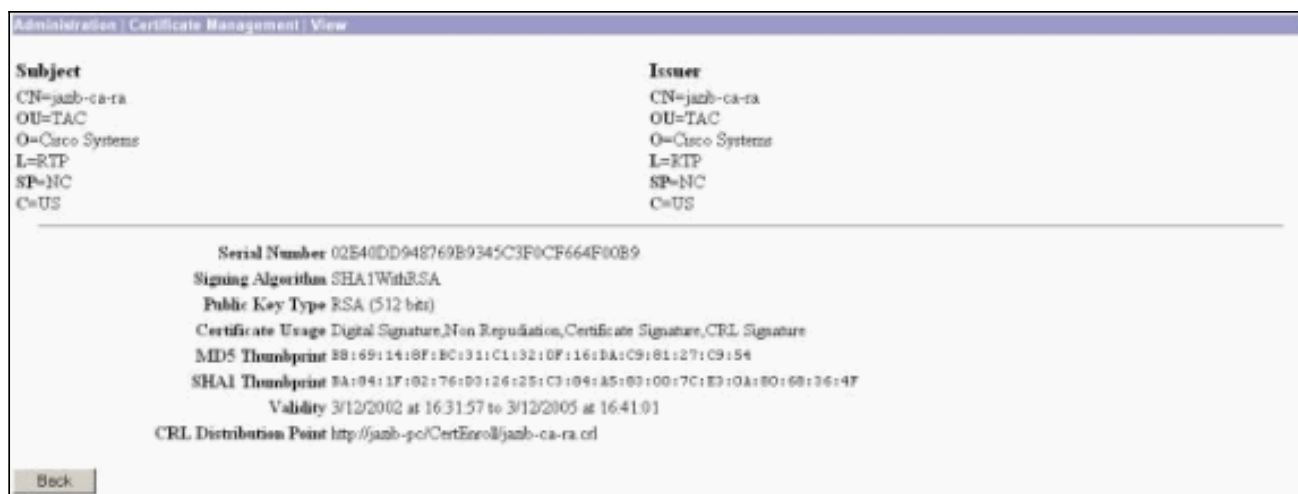 Administration | Certificate Management | View
Subject
CN=jazib-ca-ra
OU=TAC
O=Cisco Systems
L=RTP
SP=NC
C=US
Issuer
CN=jazib-ca-ra
OU=TAC
O=Cisco Systems
L=RTP
SP=NC
C=US
Serial Number 02E40DD948769B9345C3F0CF664F00B9
Signing Algorithm SHA1WithRSA
Public Key Type RSA (512 bits)
Certificate Usage Digital Signature,Non Repudiation,Certificate Signature,CRL Signature
MD5 Thumbprint
SHA1 Thumbprint
Validity 3/12/2002 at 16:31:57 to 3/12/2005 at 16:41:01
CRL Distribution Point http://jazib-pc/CertEnroll/jazib-ca-ra.crl
Back